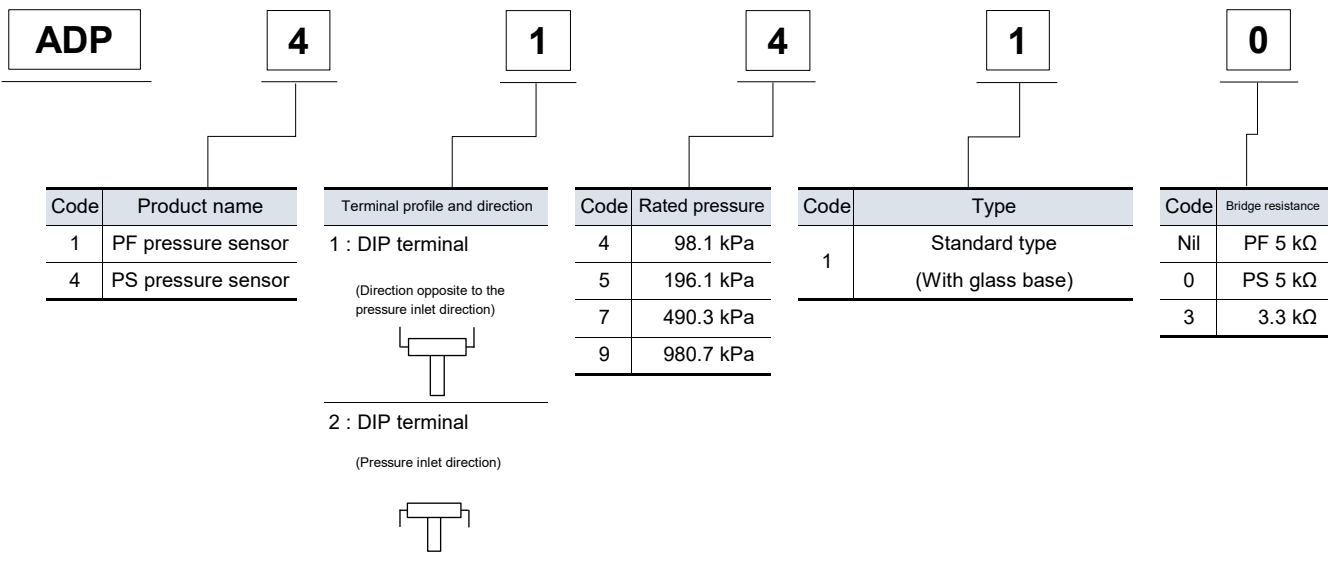 ADP 4 1 4 1 0
Code Product name
1 PF pressure sensor
4 PS pressure sensor
Terminal profile and direction
1 : DIP terminal
(Direction opposite to the
pressure inlet direction)
2 : DIP terminal
(Pressure inlet direction)
Code Rated pressure
4 98.1 kPa
5 196.1 kPa
7 490.3 kPa
9 980.7 kPa
Code Type
1 Standard type
(With glass base)
Code Bridge resistance
Nil PF 5 kΩ
0 PS 5 kΩ
3 3.3 kΩ